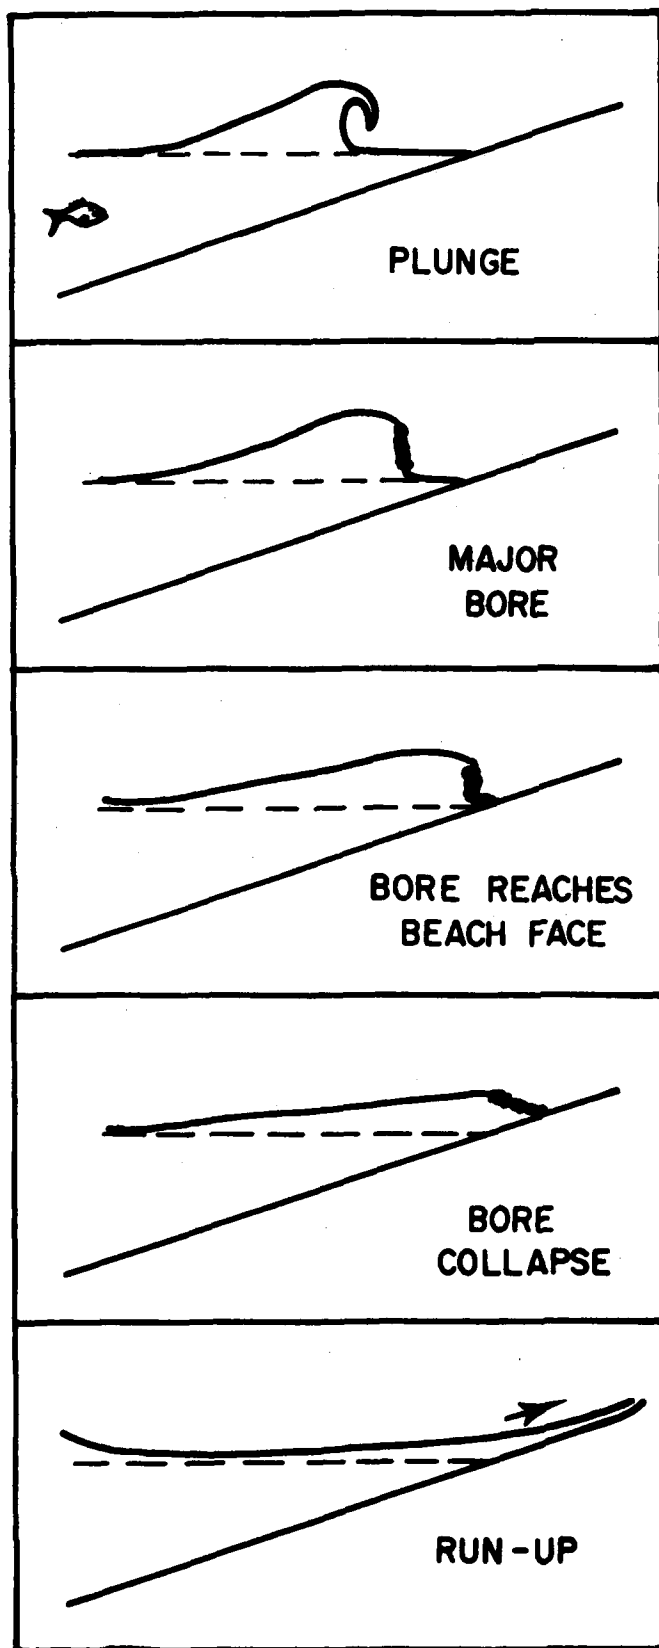 PLUNGE
MAJOR
BORE
BORE REACHES
BEACH FACE
BORE
COLLAPSE
RUN-UP